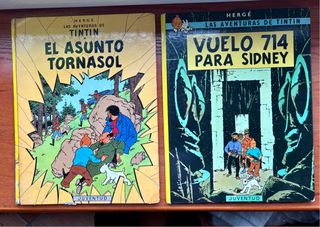 HERGÉ
LAS AVENTURAS DE
TINTIN
EL ASUNTO
TORNASOL
JUVENTUD
HERGÉ
LAS AVENTURAS DE TINTIN
VUELO 714
PARA SIDNEY
JUVENTUD